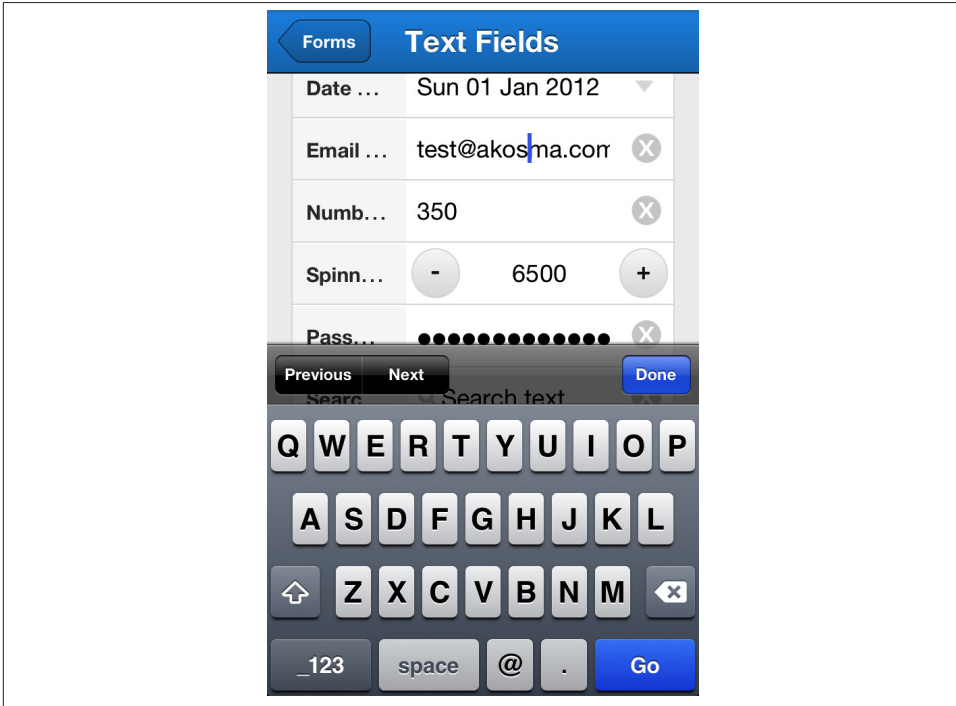 Forms Text Fields
Date ... Sun 01 Jan 2012
Email ... test@akosma.com X
Numb... 350 X
Spinn... - 6500 +
Pass... ●●●●●●●●●●●●● X
Previous Next Done
Searc Search text
Q W E R T Y U I O P
A S D F G H J K L
Z X C V B N M
_123 space @ . Go